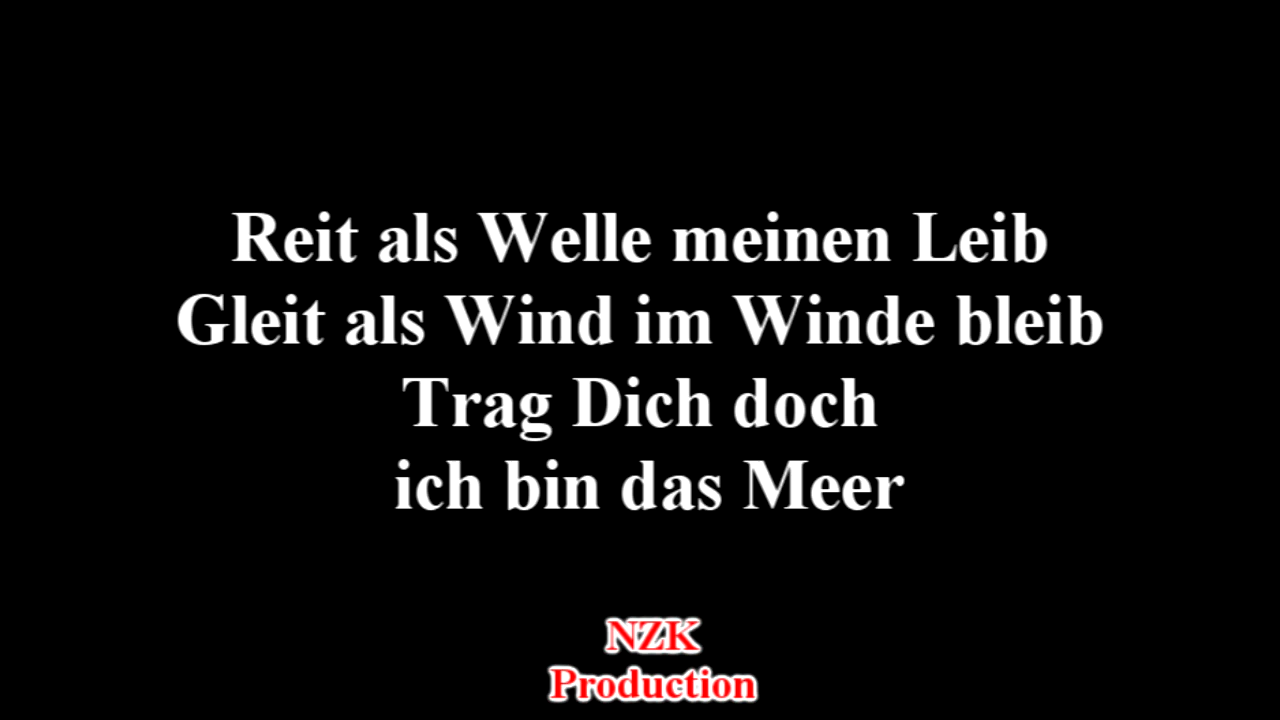 Reit als Welle meinen Leib
Gleit als Wind im Winde bleib
Trag Dich doch
ich bin das Meer
NZK
Production